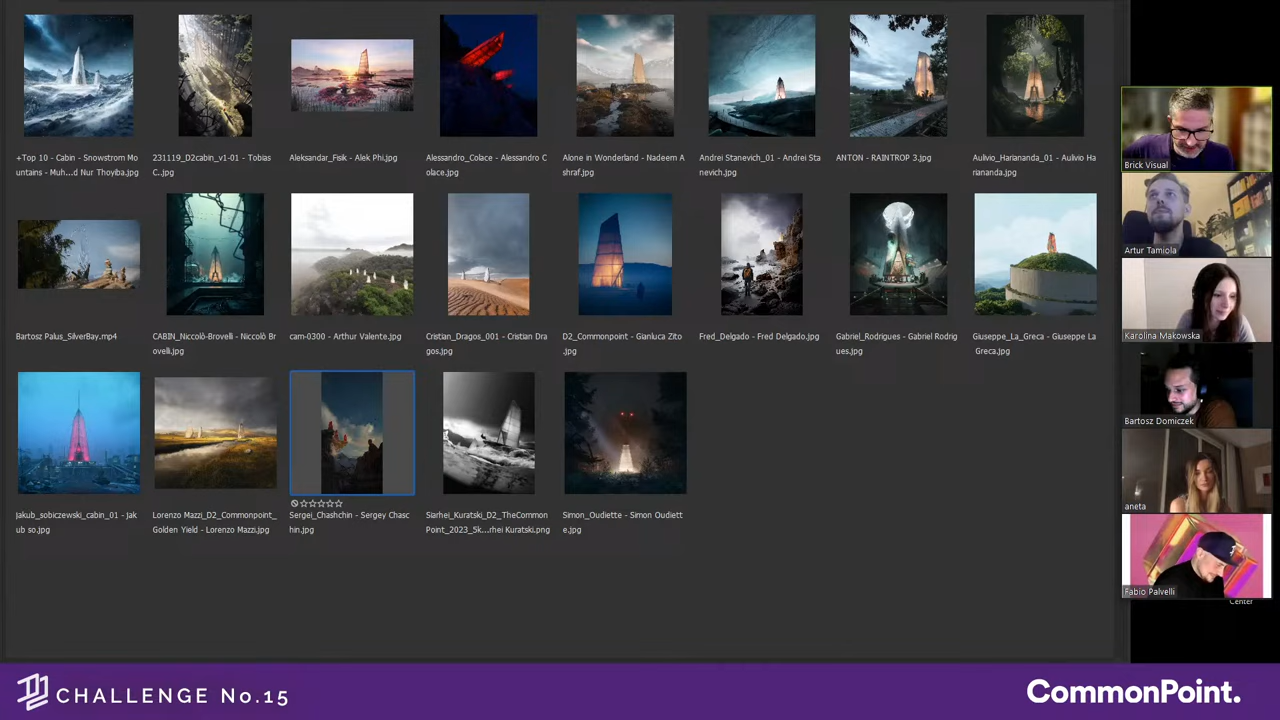 +Top 10 - Cabin - Snowstrom Mo
untains - Muh...d Nur Thoyiba.jpg
231119_D2cabin_v1-01 - Tobias
C..jpg
Aleksandar_Fisik - Alek Phi.jpg
Alessandro_Colace - Alessandro C
olace.jpg
Alone in Wonderland - Nadeem A
shraf.jpg
Andrei Stanevich_01 - Andrei Sta
nevich.jpg
ANTON - RAINTROP 3.jpg
Aulivio_Hariananda_01 - Aulivio Ha
riananda.jpg
Brick Visual
Artur Tamiola
Bartosz Palus_SilverBay.mp4
CABIN_Niccolò-Brovelli - Niccolò Br
ovelli.jpg
cam-0300 - Arthur Valente.jpg
Cristian_Dragos_001 - Cristian Dra
gos.jpg
D2_Commonpoint - Gianluca Zito
.jpg
Fred_Delgado - Fred Delgado.jpg
Gabriel_Rodrigues - Gabriel Rodrig
ues.jpg
Giuseppe_La_Greca - Giuseppe La
Greca.jpg
Karolina Makowska
Bartosz Domiczek
Jakub_sobiczewski_cabin_01 - Jak
ub so.jpg
Lorenzo Mazzi_D2_Commonpoint_
Golden Yield - Lorenzo Mazzi.jpg
Sergei_Chashchin - Sergey Chasc
hin.jpg
Siarhei_Kuratski_D2_TheCommon
Point_2023_5k...rhei Kuratski.png
Simon_Oudiette - Simon Oudiett
e.jpg
aneta
Fabio Palvelli
Center
CHALLENGE No.15
CommonPoint.